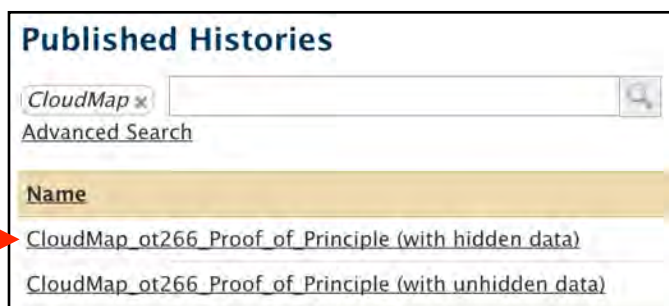 Published Histories
CloudMap x
Advanced Search
Name
CloudMap_ot266_Proof_of_Principle (with hidden data)
CloudMap_ot266_Proof_of_Principle (with unhidden data)